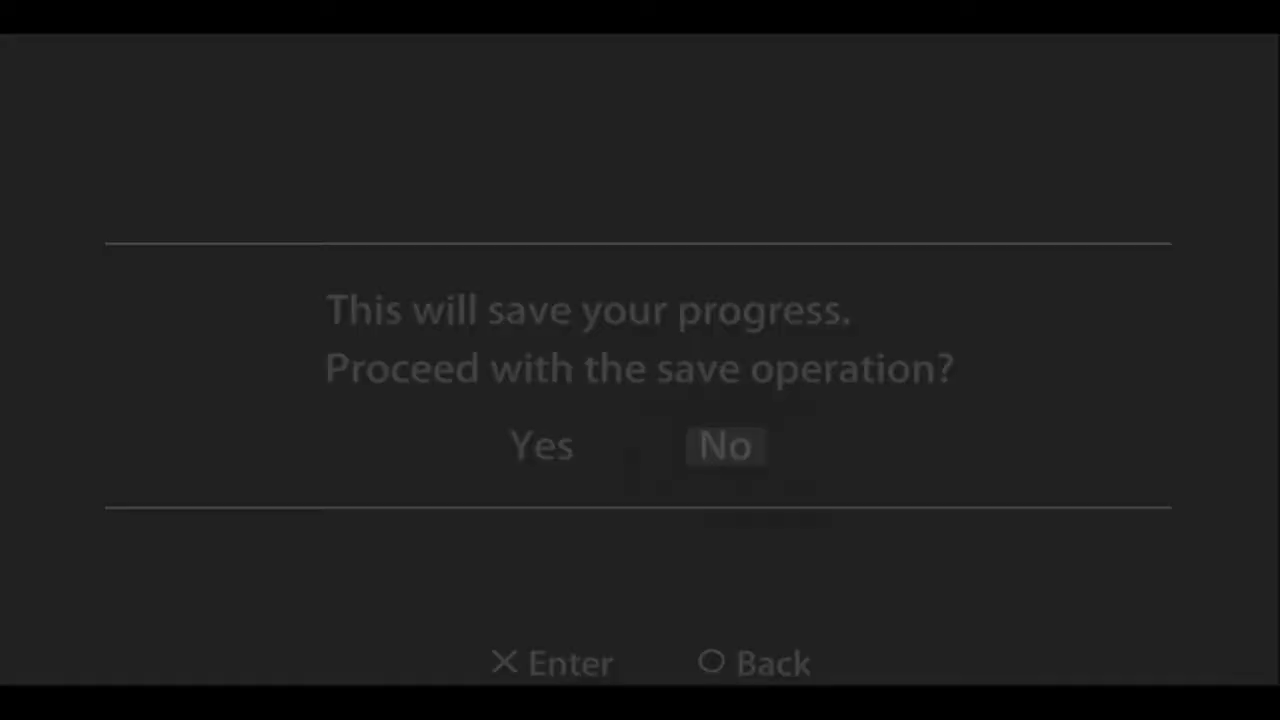 This will save your progress.
Proceed with the save operation?
Yes No
Enter Back